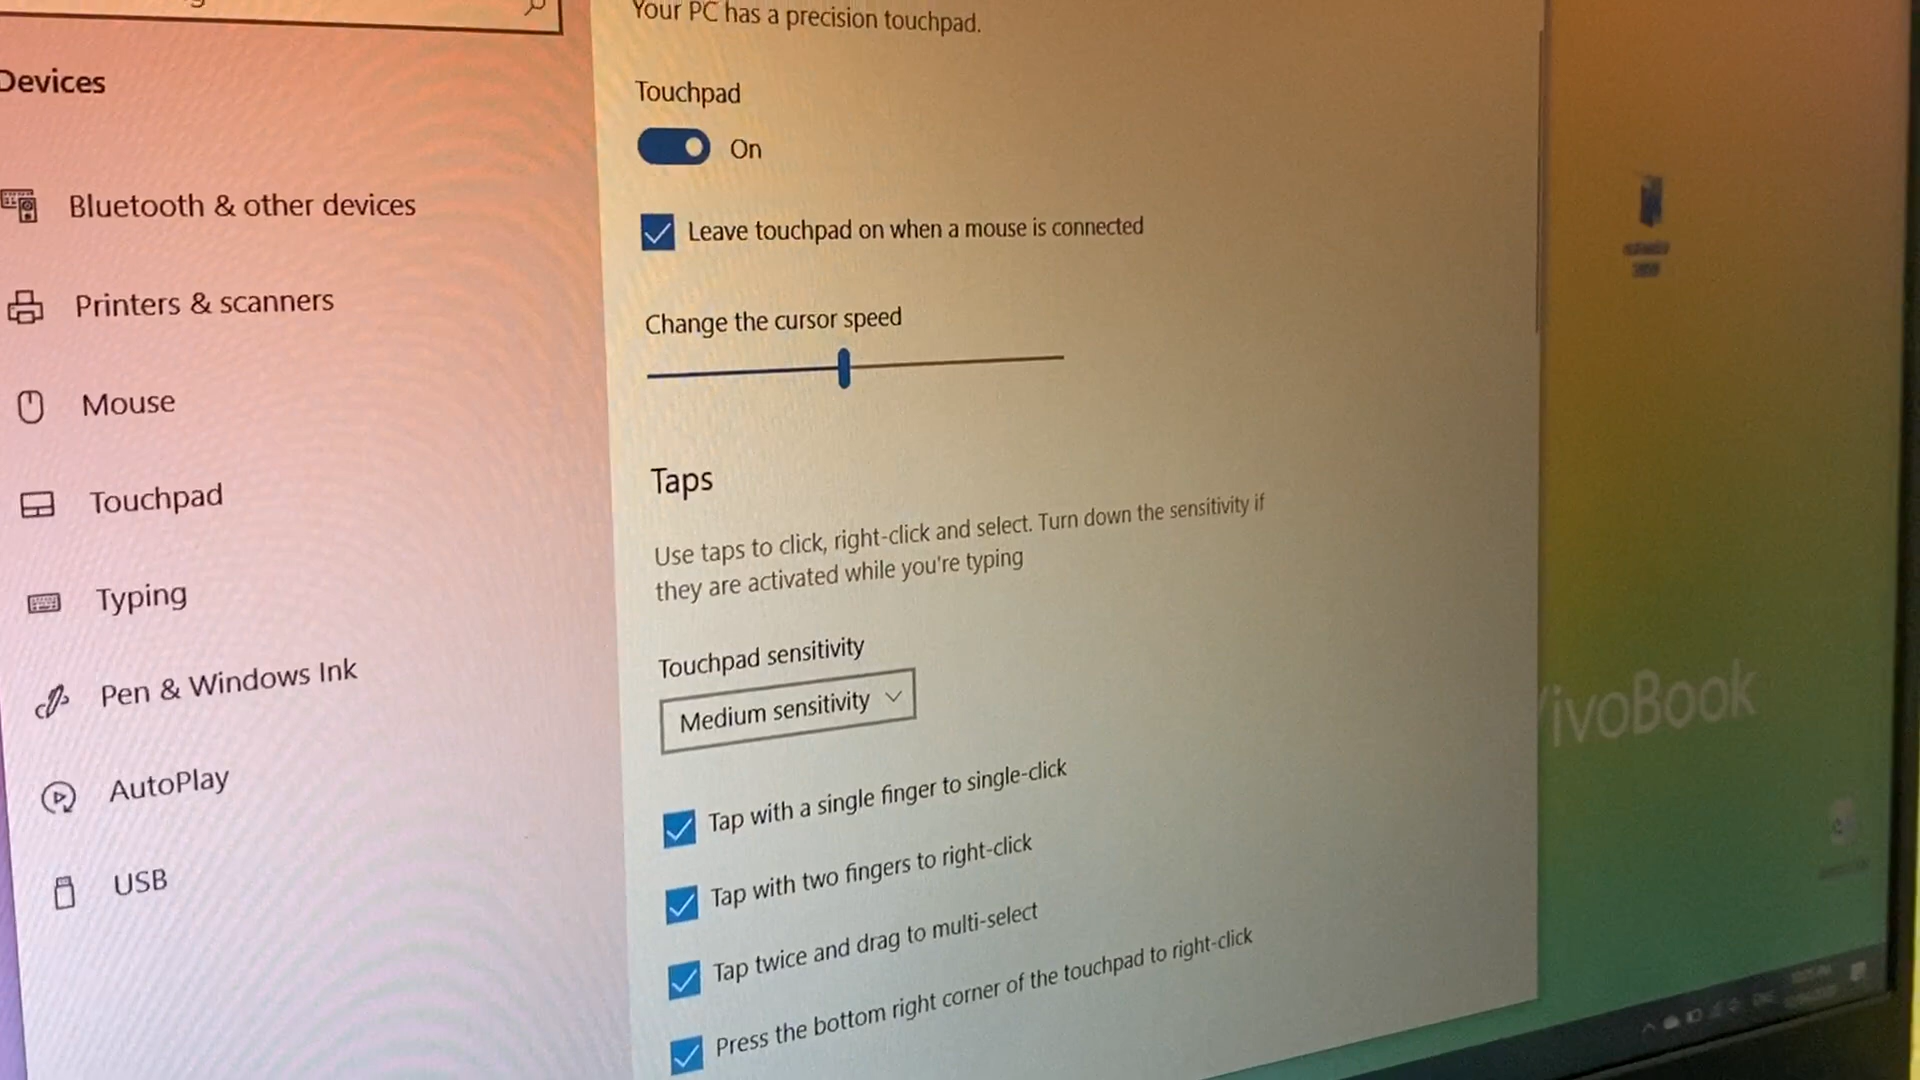 Devices
Bluetooth & other devices
Printers & scanners
Mouse
Touchpad
Typing
Pen & Windows Ink
AutoPlay
USB
Your PC has a precision touchpad.
Touchpad
On
Leave touchpad on when a mouse is connected
Change the cursor speed
Taps
Use taps to click, right-click and select. Turn down the sensitivity if
they are activated while you're typing
Touchpad sensitivity
Medium sensitivity
Tap with a single finger to single-click
Tap with two fingers to right-click
Tap twice and drag to multi-select
Press the bottom right corner of the touchpad to right-click
VivoBook